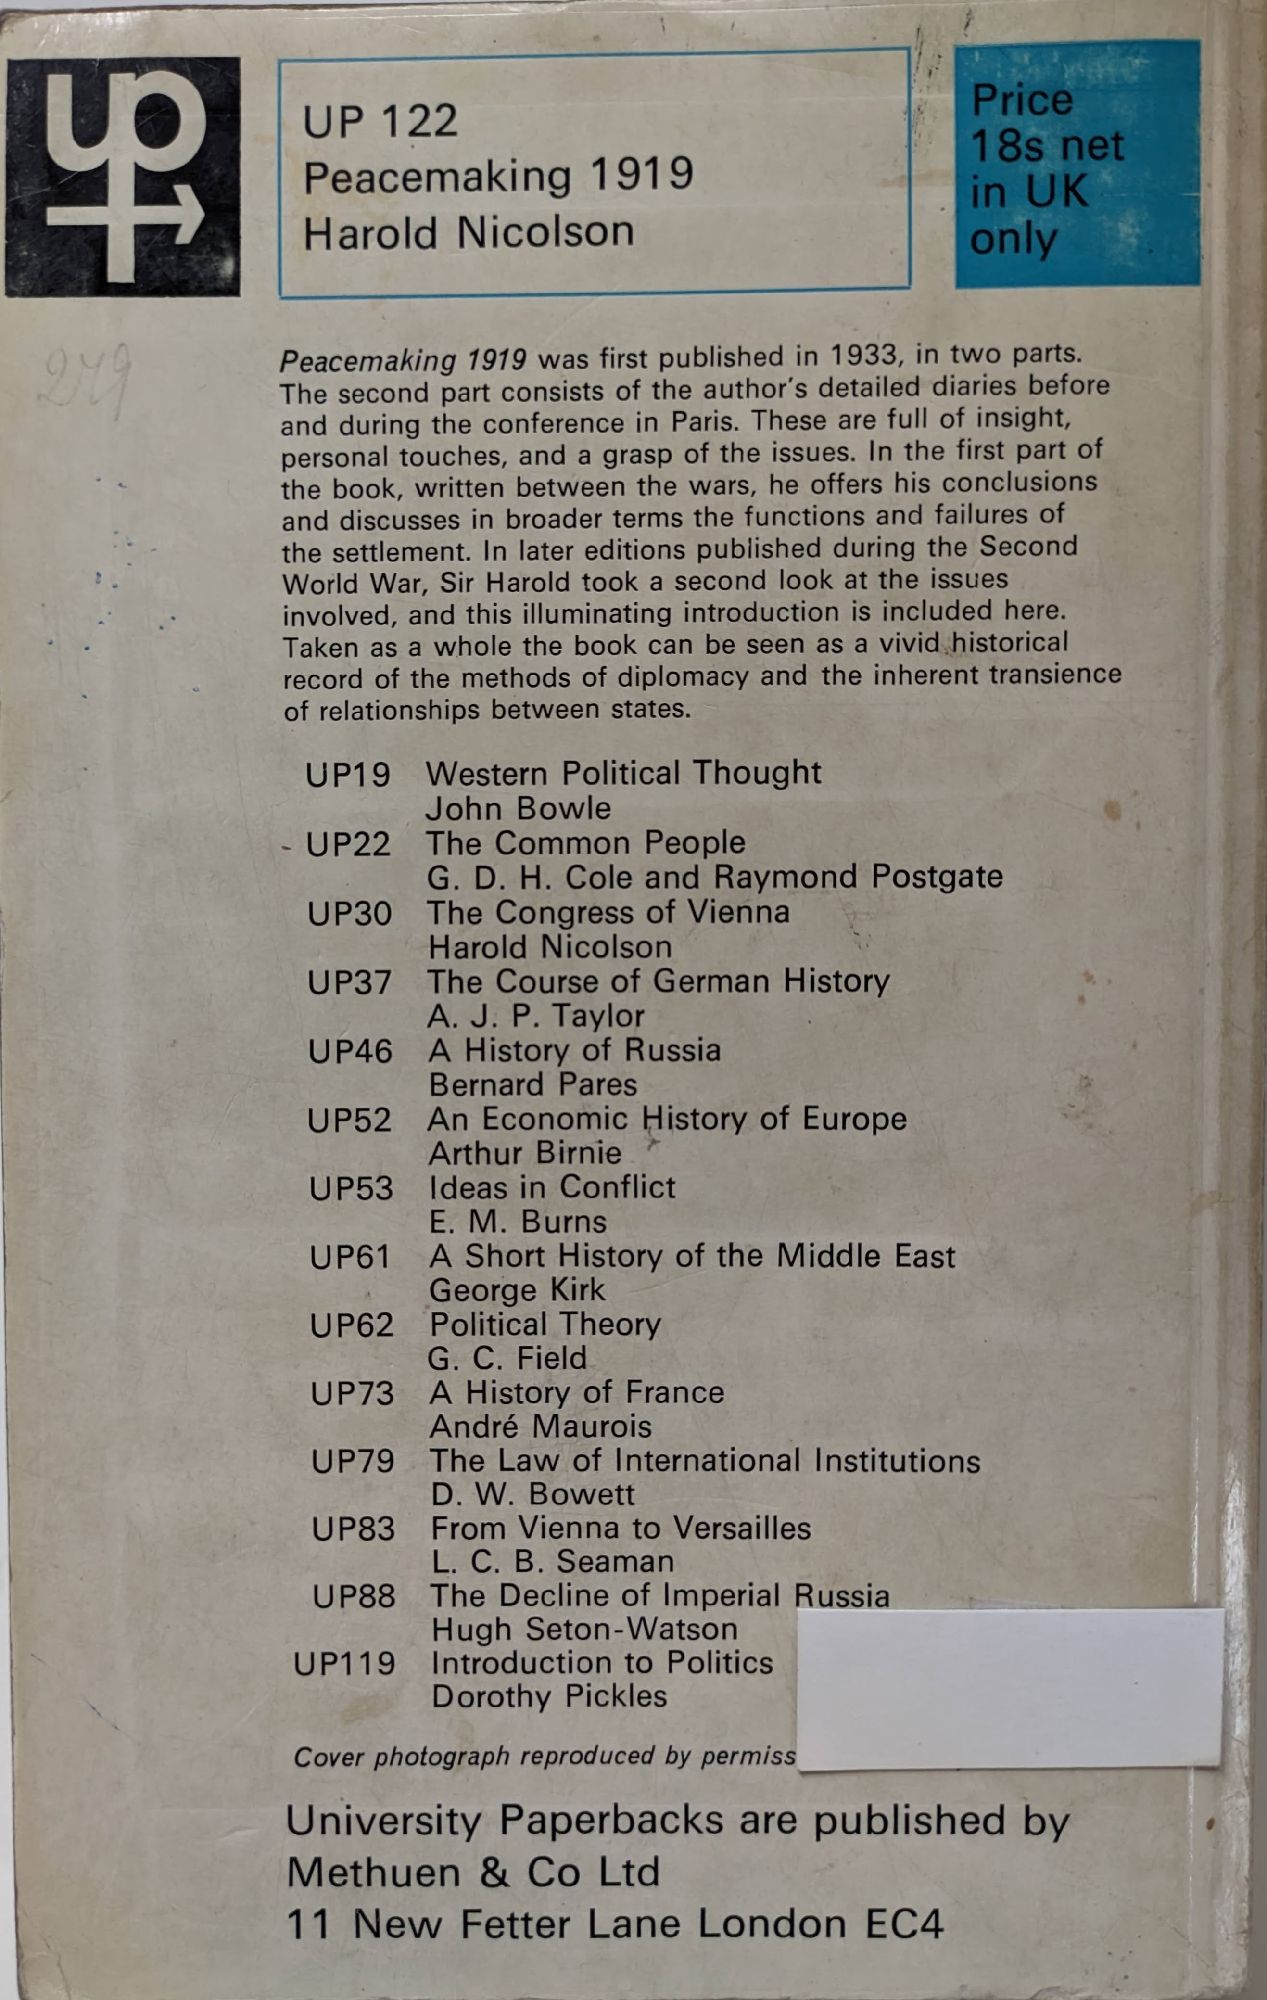 up
UP 122
Peacemaking 1919
Harold Nicolson
Price
18s net
in UK
only
249
Peacemaking 1919 was first published in 1933, in two parts.
The second part consists of the author's detailed diaries before
and during the conference in Paris. These are full of insight,
personal touches, and a grasp of the issues. In the first part of
the book, written between the wars, he offers his conclusions
and discusses in broader terms the functions and failures of
the settlement. In later editions published during the Second
World War, Sir Harold took a second look at the issues
involved, and this illuminating introduction is included here.
Taken as a whole the book can be seen as a vivid historical
record of the methods of diplomacy and the inherent transience
of relationships between states.
UP19 Western Political Thought
John Bowle
UP22 The Common People
G. D. H. Cole and Raymond Postgate
UP30 The Congress of Vienna
Harold Nicolson
UP37 The Course of German History
A. J. P. Taylor
UP46 A History of Russia
Bernard Pares
UP52 An Economic History of Europe
Arthur Birnie
UP53 Ideas in Conflict
E. M. Burns
UP61 A Short History of the Middle East
George Kirk
UP62 Political Theory
G. C. Field
UP73 A History of France
André Maurois
UP79 The Law of International Institutions
D. W. Bowett
UP83 From Vienna to Versailles
L. C. B. Seaman
UP88 The Decline of Imperial Russia
Hugh Seton-Watson
UP119 Introduction to Politics
Dorothy Pickles
Cover photograph reproduced by permiss
University Paperbacks are published by
Methuen & Co Ltd
11 New Fetter Lane London EC4